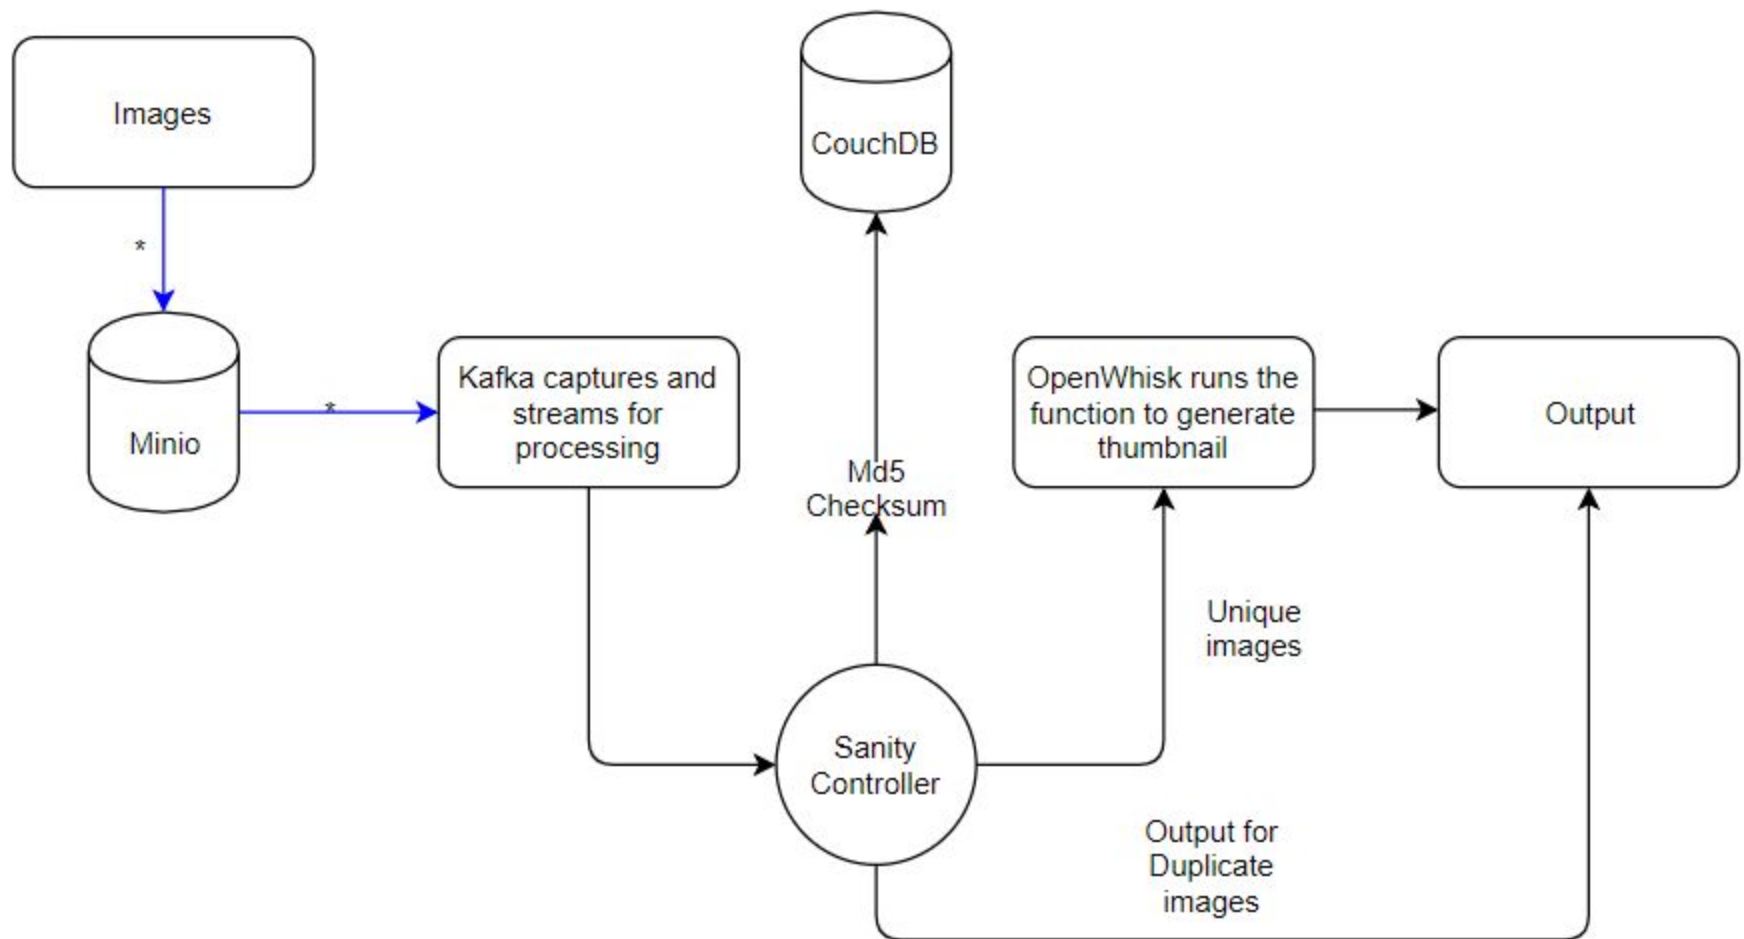 Images
CouchDB
*
Minio
*
Kafka captures and
streams for
processing
OpenWhisk runs the
function to generate
thumbnail
Output
Md5
Checksum
Unique
images
Sanity
Controller
Output for
Duplicate
images